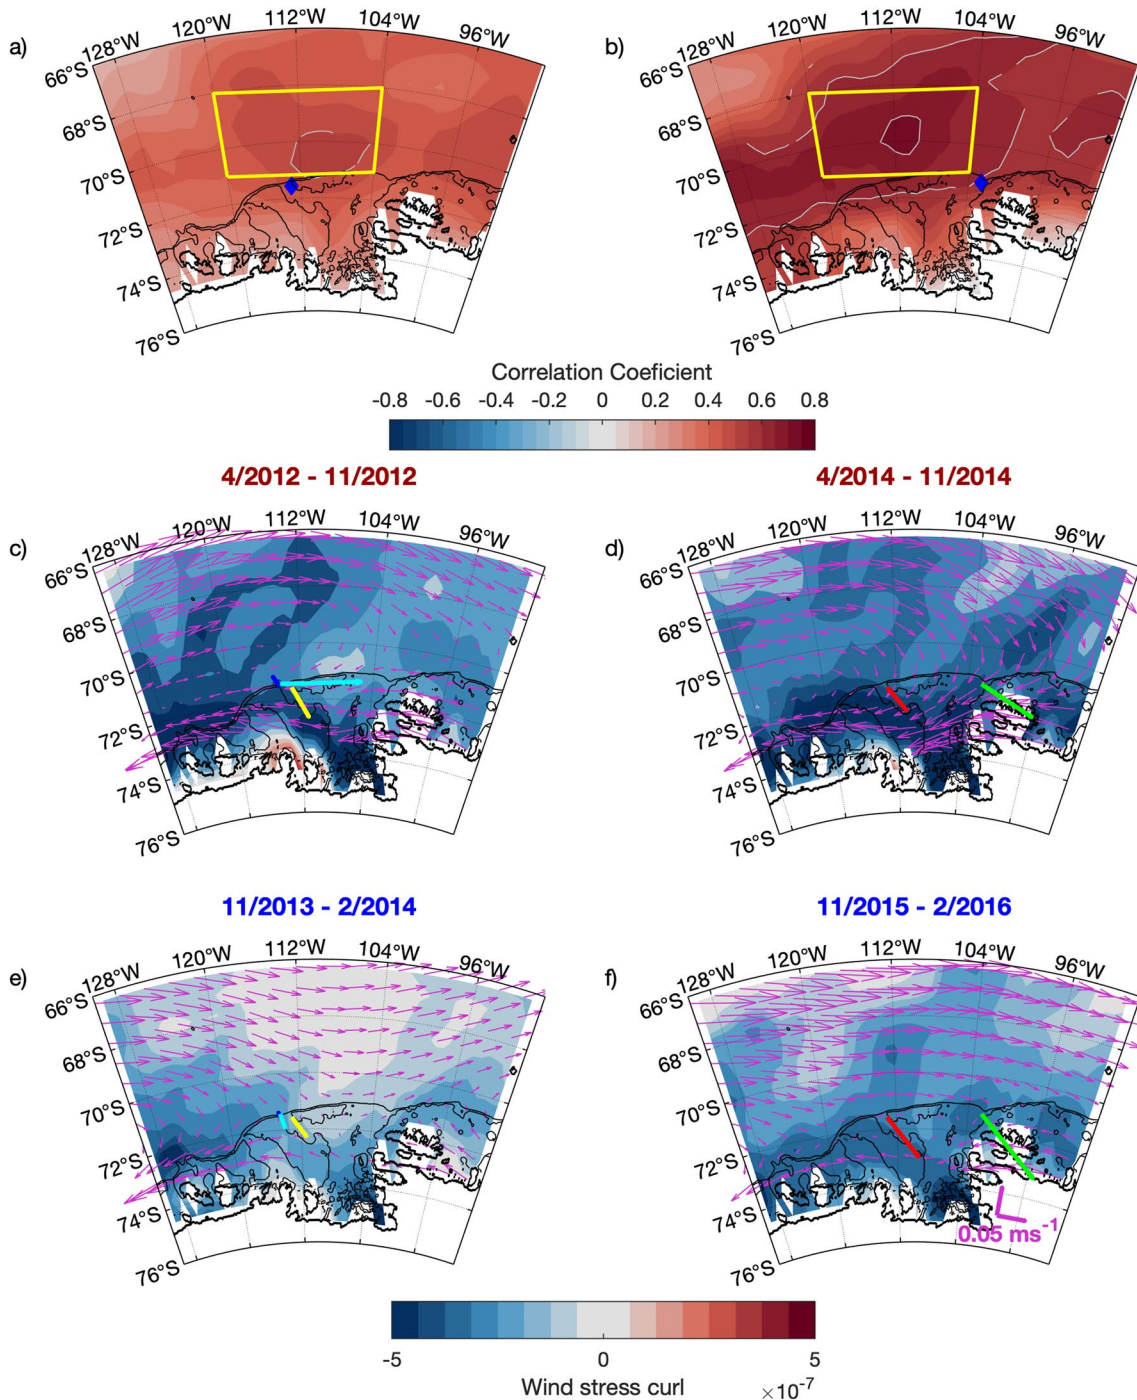 a)
128°W
120°W
112°W
104°W
96°W
66°S
68°S
70°S
72°S
74°S
76°S
b)
128°W
120°W
112°W
104°W
96°W
66°S
68°S
70°S
72°S
74°S
76°S
Correlation Coeficient
-0.8 -0.6 -0.4 -0.2 0 0.2 0.4 0.6 0.8
4/2012 - 11/2012
c)
128°W
120°W
112°W
104°W
96°W
66°S
68°S
70°S
72°S
74°S
76°S
4/2014 - 11/2014
d)
128°W
120°W
112°W
104°W
96°W
66°S
68°S
70°S
72°S
74°S
76°S
11/2013 - 2/2014
e)
128°W
120°W
112°W
104°W
96°W
66°S
68°S
70°S
72°S
74°S
76°S
11/2015 - 2/2016
f)
128°W
120°W
112°W
104°W
96°W
66°S
68°S
70°S
72°S
74°S
76°S
0.05 ms⁻¹
-5 0 5
Wind stress curl ×10⁻⁷